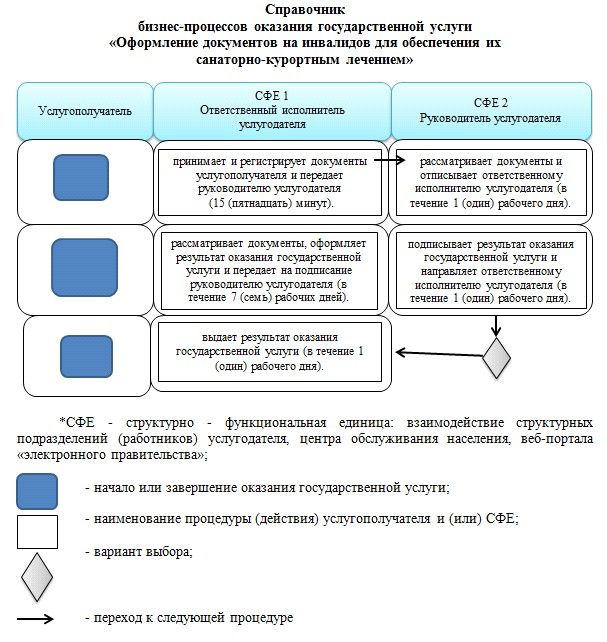 Справочник
бизнес-процессов оказания государственной услуги
«Оформление документов на инвалидов для обеспечения их
санаторно-курортным лечением»
Услугополучатель
СФЕ 1
Ответственный исполнитель
услугодателя
СФЕ 2
Руководитель услугодателя
принимает и регистрирует документы
услугополучателя и передает
руководителю услугодателя
(15 (пятнадцать) минут).
рассматривает документы и
отписывает ответственному
исполнителю услугодателя (в
течение 1 (один) рабочего дня).
рассматривает документы, оформляет
результат оказания государственной
услуги и передает на подписание
руководителю услугодателя (в
течение 7 (семь) рабочих дней).
подписывает результат оказания
государственной услуги и
направляет ответственному
исполнителю услугодателя (в
течение 1 (один) рабочего дня).
выдает результат оказания
государственной услуги (в течение 1
(один) рабочего дня).
*СФЕ - структурно - функциональная единица: взаимодействие структурных
подразделений (работников) услугодателя, центра обслуживания населения, веб-портала
«электронного правительства»;
- начало или завершение оказания государственной услуги;
- наименование процедуры (действия) услугополучателя и (или) СФЕ;
- вариант выбора;
- переход к следующей процедуре